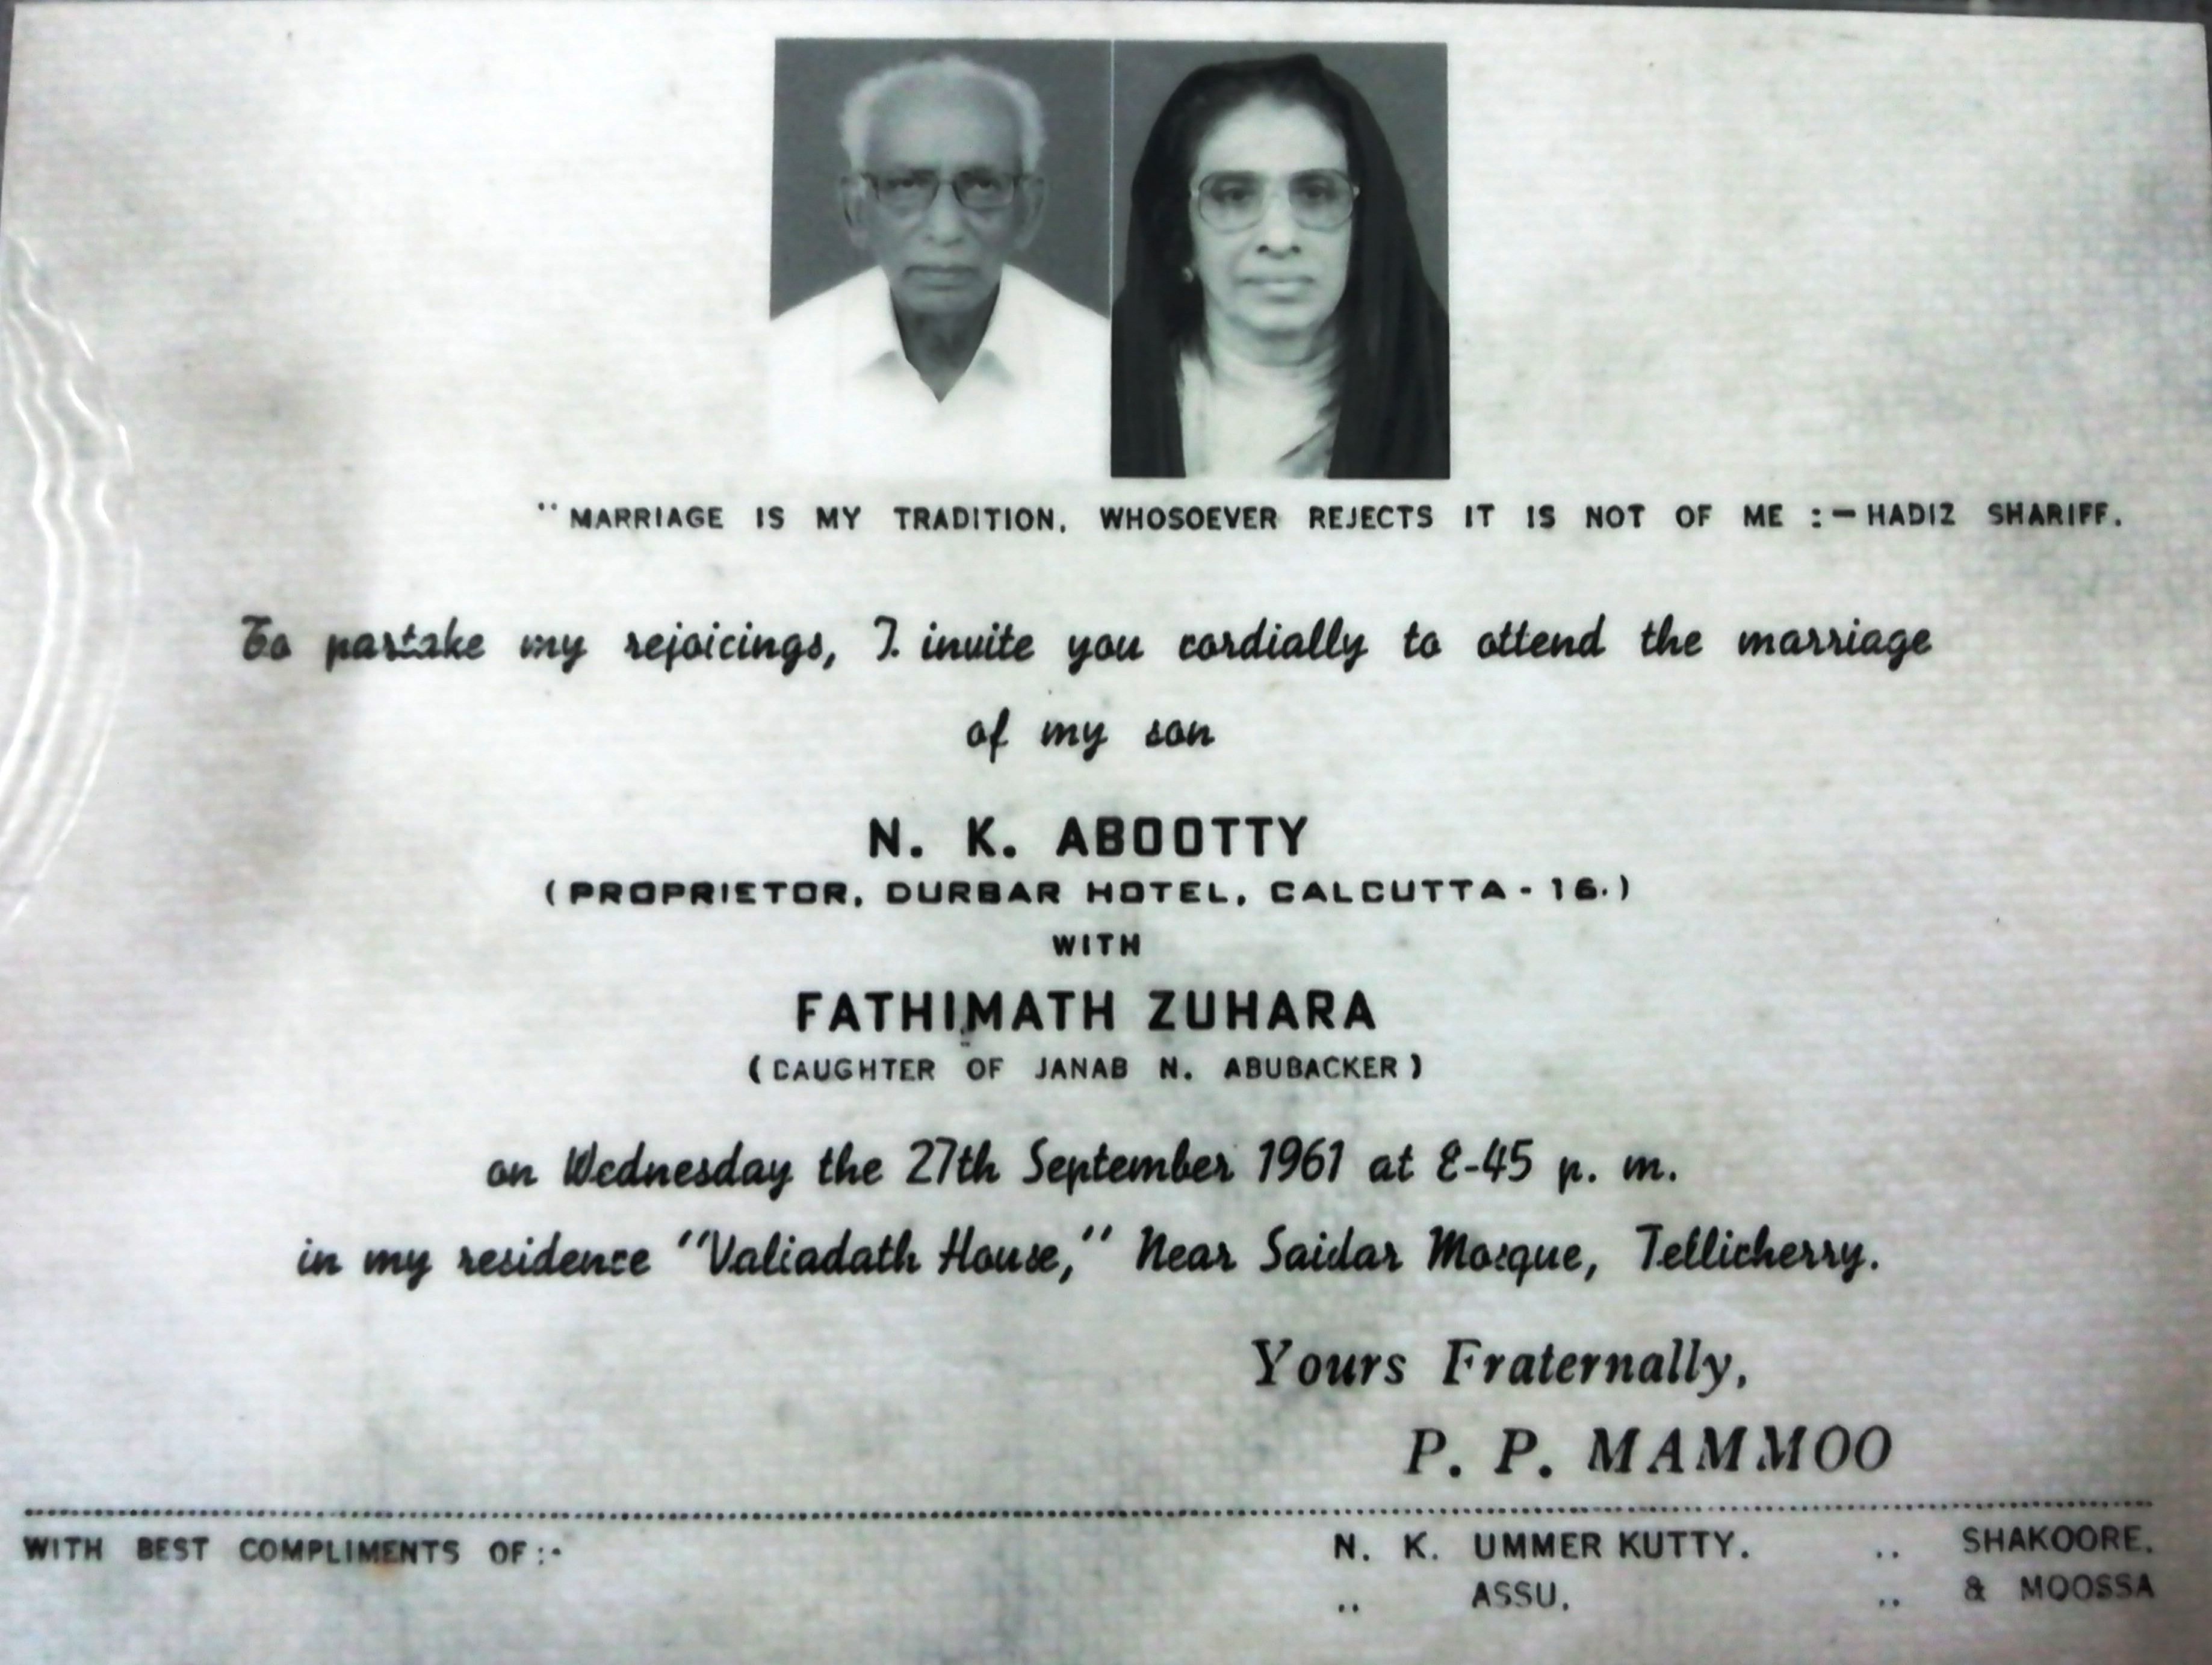 "MARRIAGE IS MY TRADITION, WHOSOEVER REJECTS IT IS NOT OF ME :— HADIZ SHARIFF.
To partake my rejoicings, I invite you cordially to attend the marriage
of my son
N. K. ABOOTTY
(PROPRIETOR, DURBAR HOTEL, CALCUTTA - 16.)
WITH
FATHIMATH ZUHARA
(DAUGHTER OF JANAB N. ABUBACKER)
on Wednesday the 27th September 1961 at 8-45 p. m.
in my residence "Valiadath House," Near Saidar Mosque, Tellicherry.
Yours Fraternally,
P. P. MAMMOO
WITH BEST COMPLIMENTS OF:- N. K. UMMER KUTTY. .. SHAKOORE.
.. ASSU, .. & MOOSSA